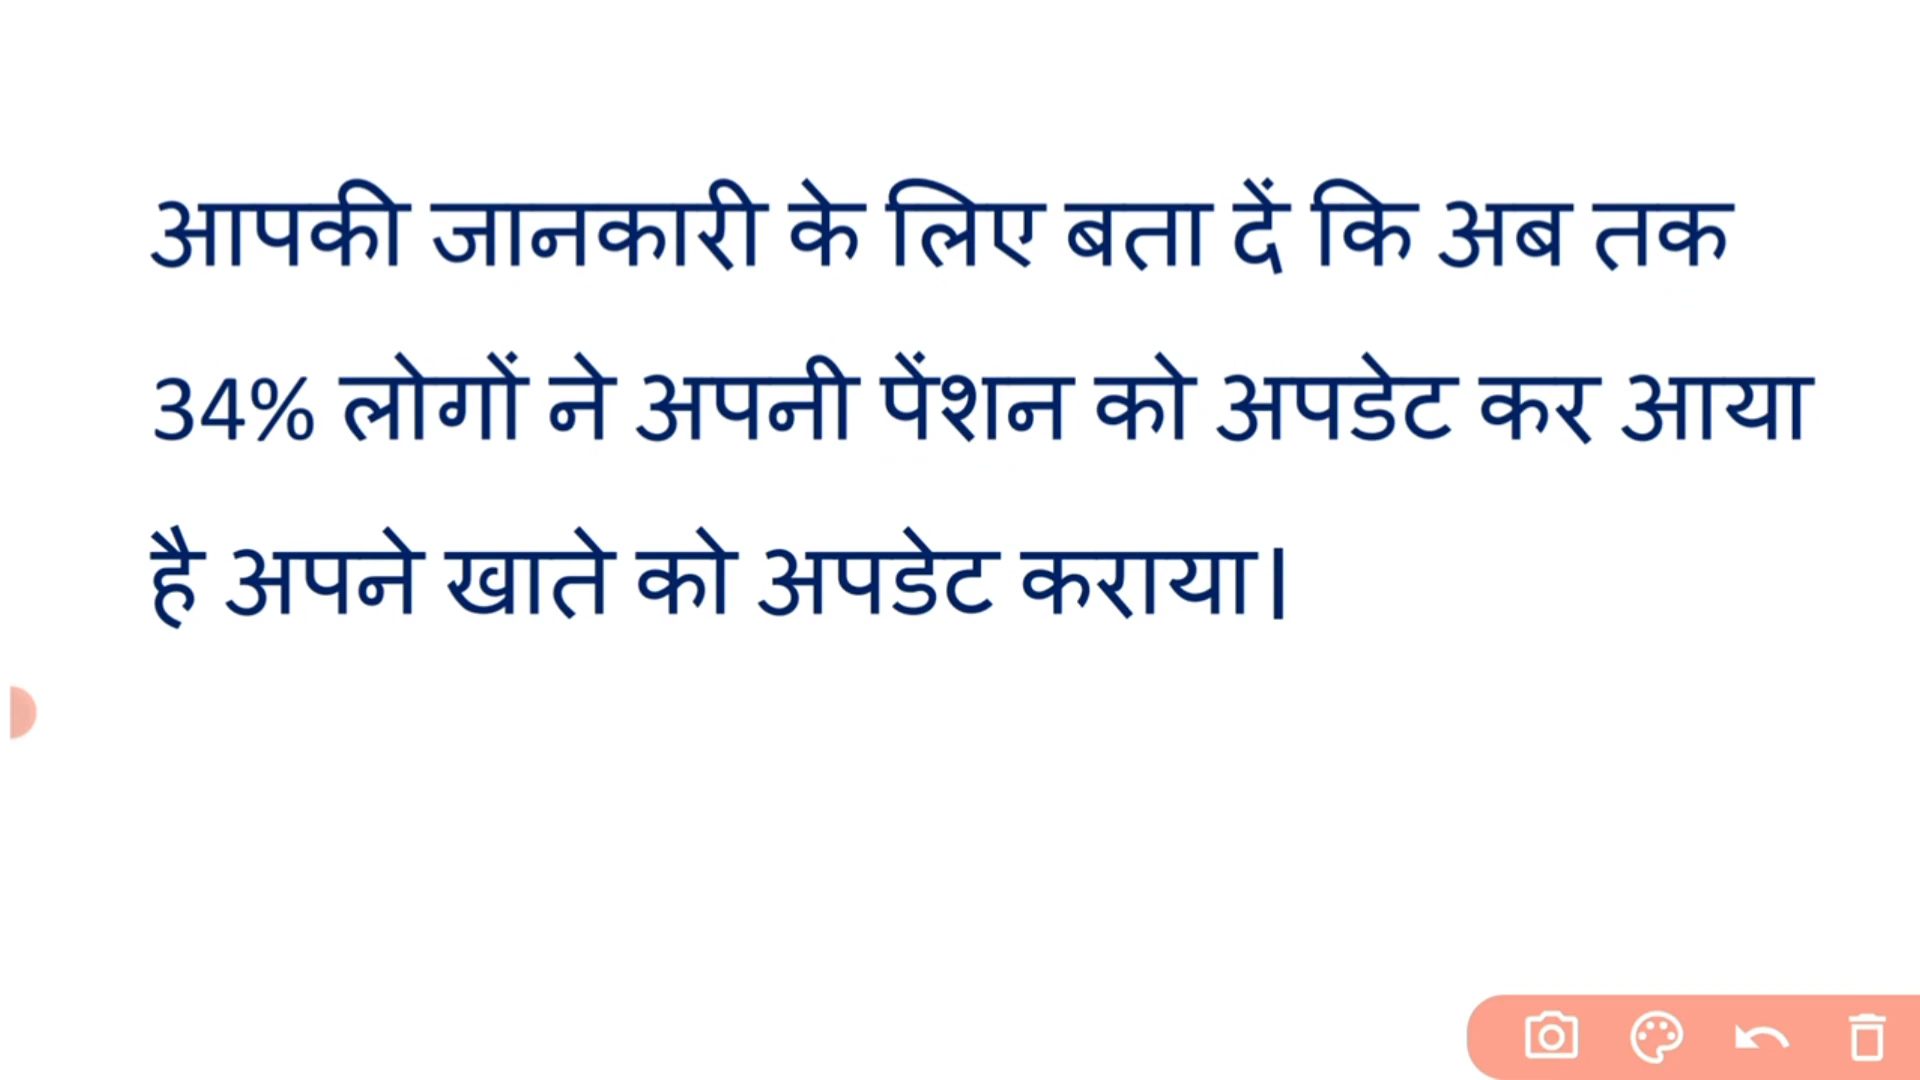 आपकी जानकारी के लिए बता दें कि अब तक
34% लोगों ने अपनी पेंशन को अपडेट कर आया
है अपने खाते को अपडेट कराया|